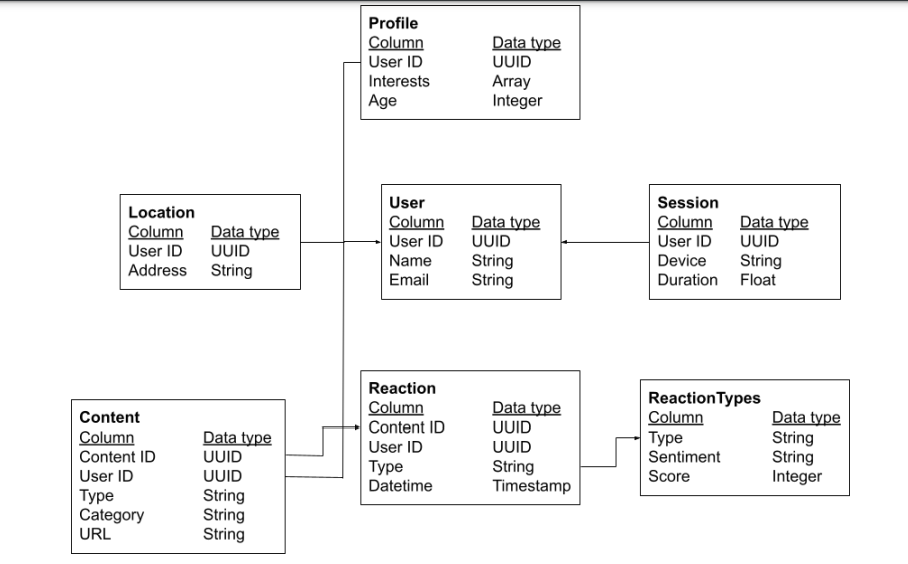 Profile
Column Data type
User ID UUID
Interests Array
Age Integer
Location
Column Data type
User ID UUID
Address String
User
Column Data type
User ID UUID
Name String
Email String
Session
Column Data type
User ID UUID
Device String
Duration Float
Content
Column Data type
Content ID UUID
User ID UUID
Type String
Category String
URL String
Reaction
Column Data type
Content ID UUID
User ID UUID
Type String
Datetime Timestamp
ReactionTypes
Column Data type
Type String
Sentiment String
Score Integer